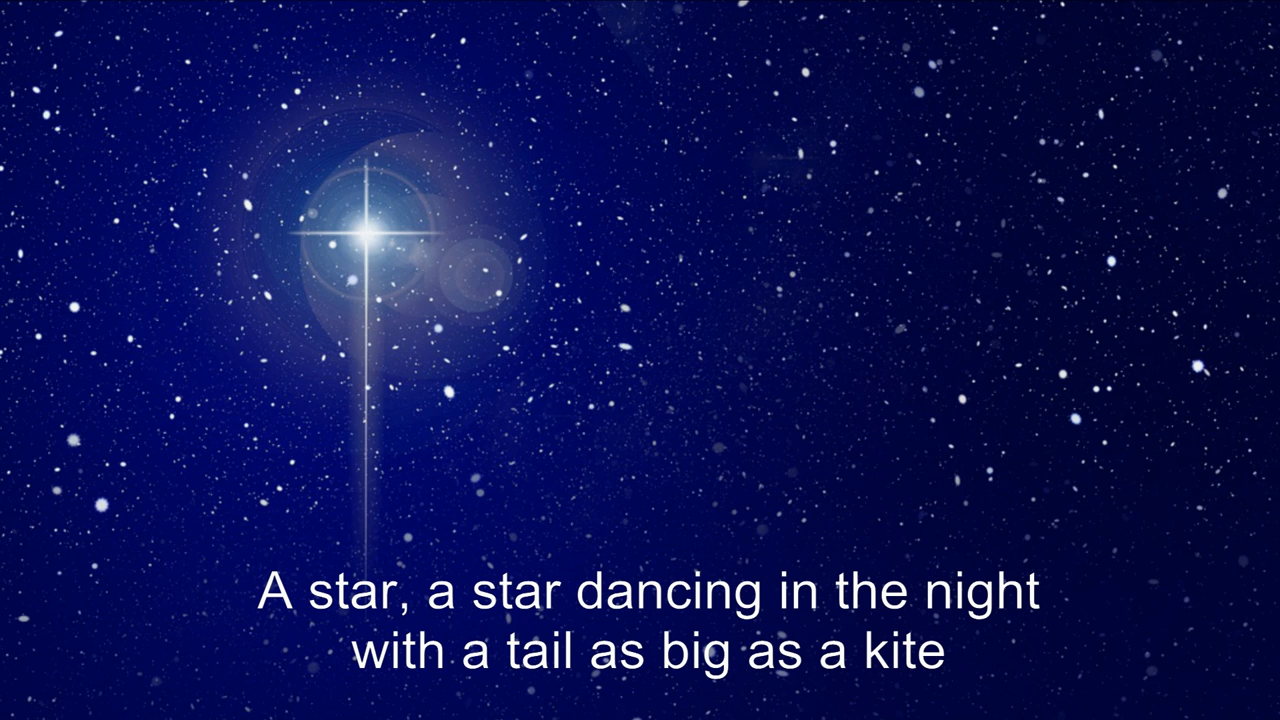 A star, a star dancing in the night
with a tail as big as a kite